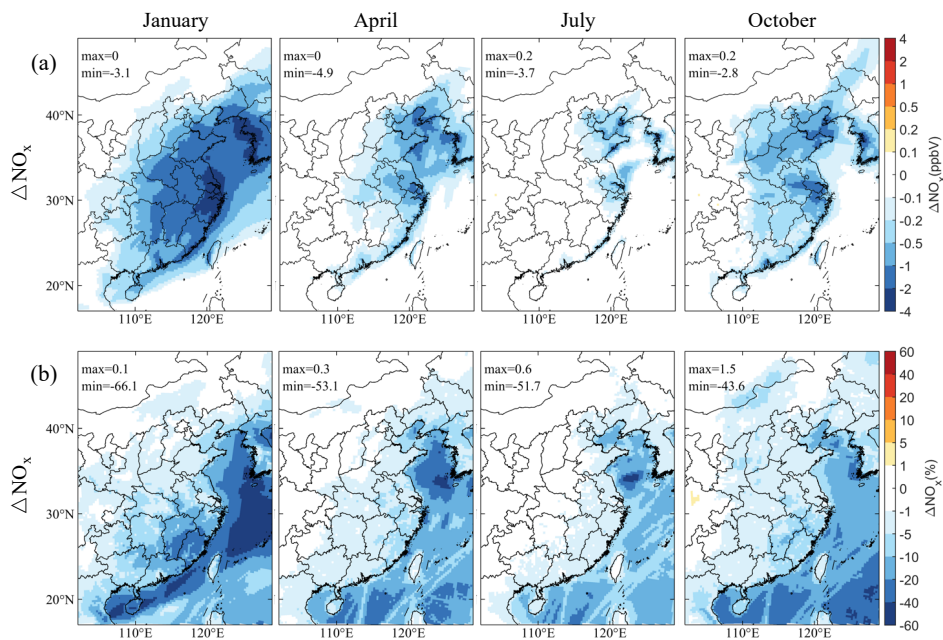 January April July October
(a)
△NOx
max=0
min=-3.1
max=0
min=-4.9
max=0.2
min=-3.7
max=0.2
min=-2.8
40°N
30°N
20°N
110°E 120°E 110°E 120°E 110°E 120°E 110°E 120°E
4
2
1
0.5
0.2
0.1
0
-0.1
-0.2
-0.5
-1
-2
-4
△NOx(ppbV)
(b)
△NOx
max=0.1
min=-66.1
max=0.3
min=-53.1
max=0.6
min=-51.7
max=1.5
min=-43.6
40°N
30°N
20°N
110°E 120°E 110°E 120°E 110°E 120°E 110°E 120°E
60
40
20
10
5
1
0
-1
-5
-10
-20
-40
-60
△NOx(%)